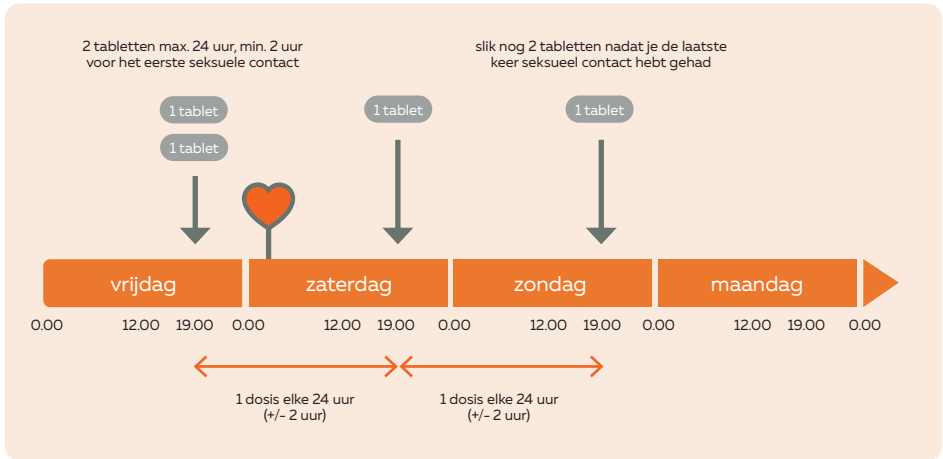 2 tabletten max. 24 uur, min. 2 uur
voor het eerste seksuele contact
slik nog 2 tabletten nadat je de laatste
keer seksueel contact hebt gehad
1 tablet
1 tablet
1 tablet
1 tablet
vrijdag
zaterdag
zondag
maandag
0.00 12.00 19.00 0.00 12.00 19.00 0.00 12.00 19.00 0.00 12.00 19.00 0.00
1 dosis elke 24 uur
(+/- 2 uur)
1 dosis elke 24 uur
(+/- 2 uur)